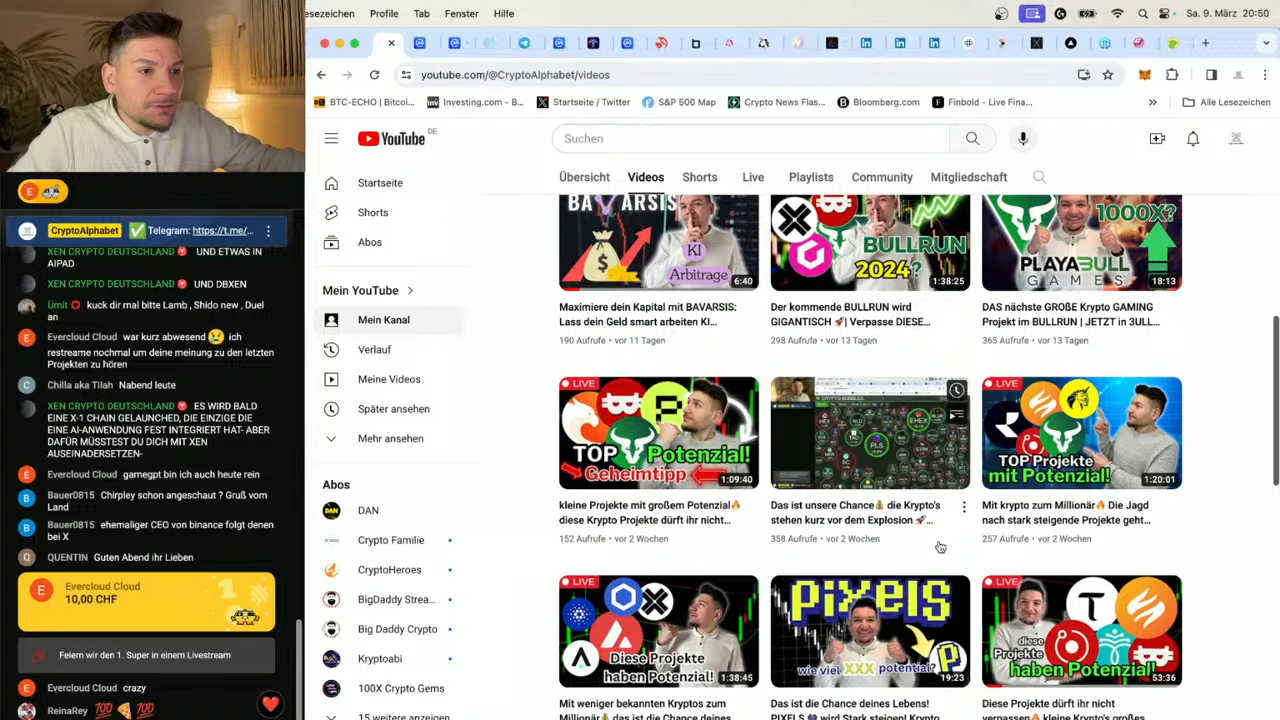 esezeichen Profile Tab Fenster Hilfe
Sa. 9. März 20:50
youtube.com/@CryptoAlphabet/videos
BTC-ECHO | Bitcoi...
Investing.com - B...
Startseite / Twitter
S&P 500 Map
Crypto News Flas...
Bloomberg.com
Finbold - Live Fina...
»
Alle Lesezeichen
YouTube DE
Suchen
Startseite
Shorts
Abos
Mein YouTube
Mein Kanal
Verlauf
Meine Videos
Später ansehen
Mehr ansehen
Abos
DAN
Crypto Familie
CryptoHeroes
BigDaddy Strea...
Big Daddy Crypto
Kryptoabi
100X Crypto Gems
15 weitere anzeigen
Übersicht
Videos
Shorts
Live
Playlists
Community
Mitgliedschaft
BAVARSIS
KI
Arbitrage
6:40
Maximiere dein Kapital mit BAVARSIS:
Lass dein Geld smart arbeiten KI...
190 Aufrufe • vor 11 Tagen
BULLRUN
2024?
1:38:25
Der kommende BULLRUN wird
GIGANTISCH 🚀| Verpasse DIESE...
298 Aufrufe • vor 13 Tagen
1000X?
PLAYABULL
GAMES
18:13
DAS nächste GROßE Krypto GAMING
Projekt im BULLRUN | JETZT in 3ULL...
365 Aufrufe • vor 13 Tagen
LIVE
TOP Potenzial!
Geheimtipp
1:09:40
kleine Projekte mit großem Potenzial🔥
diese Krypto Projekte dürft ihr nicht...
152 Aufrufe • vor 2 Wochen
CRYPTO BUBBLES
PLS
Das ist unsere Chance💰 die Krypto's
stehen kurz vor dem Explosion 🚀...
358 Aufrufe • vor 2 Wochen
LIVE
TOP Projekte
mit Potenzial!
1:20:01
Mit krypto zum Millionär🔥 Die Jagd
nach stark steigende Projekte geht...
257 Aufrufe • vor 2 Wochen
LIVE
Diese Projekte
haben Potenzial!
1:38:45
Mit weniger bekannten Kryptos zum
Millionär💰das ist die Chance deines
PIXELS
wie viel XXX potential?
19:23
Das ist die Chance deines Lebens!
PIXELS 💜 wird Stark steigen! Krypto
LIVE
diese
Projekte
haben Potenzial!
53:36
Diese Projekte dürft ihr nicht
verpassen🔥 kleine Krypto's großes
E
CryptoAlphabet ✅ Telegram: https://t.me/...
XEN CRYPTO DEUTSCHLAND UND ETWAS IN
AIPAD
XEN CRYPTO DEUTSCHLAND UND DBXEN
Ümit ⭕ kuck dir mal bitte Lamb , Shido new , Duel
an
Evercloud Cloud war kurz abwesend 😢 ich
restreame nochmal um deine meinung zu den letzten
Projekten zu hören
Chilla aka Tilah Nabend leute
XEN CRYPTO DEUTSCHLAND ES WIRD BALD
EINE X-1 CHAIN GELAUNCHED, DIE ERC DIE
EINE AI-ANWENDUNG FEST INTEGRIERT HAT- ABER
DAFÜR MÜSSTEST DU DICH MIT XEN
AUSEINANDERSETZEN-
Evercloud Cloud gamegpt bin ich auch heute rein
Bauer0815 Chirpley schon angeschaut ? Gruß vom
Land
Bauer0815 ehemaliger CEO von binance folgt denen
bei X
QUENTIN Guten Abend ihr Lieben
Evercloud Cloud
10,00 CHF
Feiern wir den 1. Super in einem Livestream
Evercloud Cloud crazy
ReinaRey 💯 🍕 💯